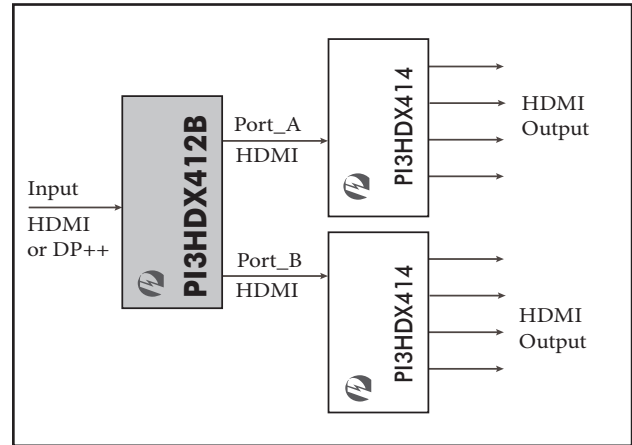 Input
HDMI
or DP++
PI3HDX412B
Port_A
HDMI
PI3HDX414
HDMI
Output
Port_B
HDMI
PI3HDX414
HDMI
Output